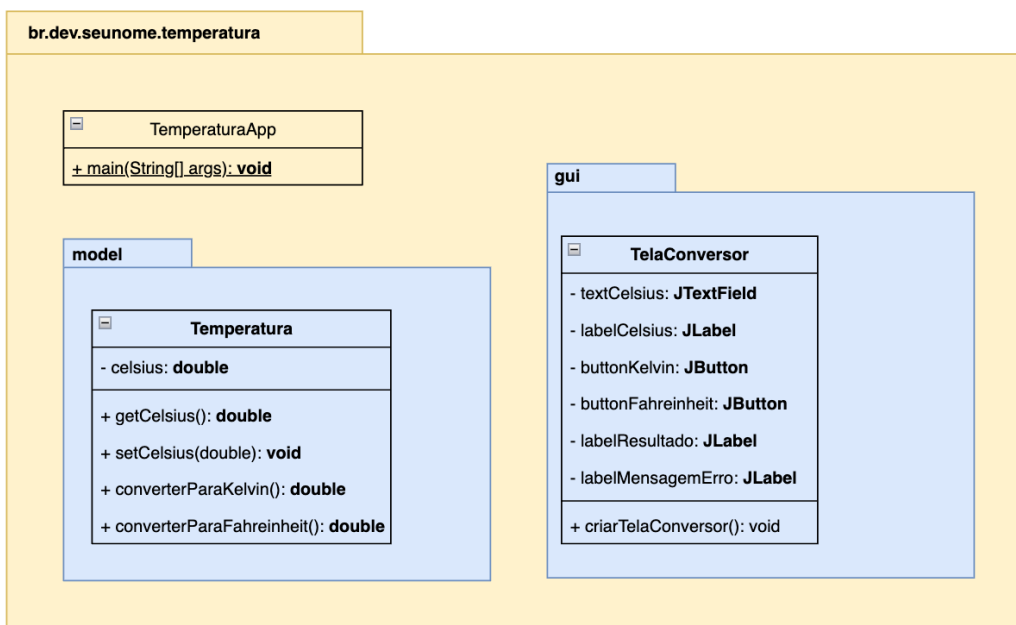 br.dev.seunome.temperatura
TemperaturaApp
+ main(String[] args): void
model
Temperatura
- celsius: double
+ getCelsius(): double
+ setCelsius(double): void
+ converterParaKelvin(): double
+ converterParaFahreinheit(): double
gui
TelaConversor
- textCelsius: JTextField
- labelCelsius: JLabel
- buttonKelvin: JButton
- buttonFahreinheit: JButton
- labelResultado: JLabel
- labelMensagemErro: JLabel
+ criarTelaConversor(): void